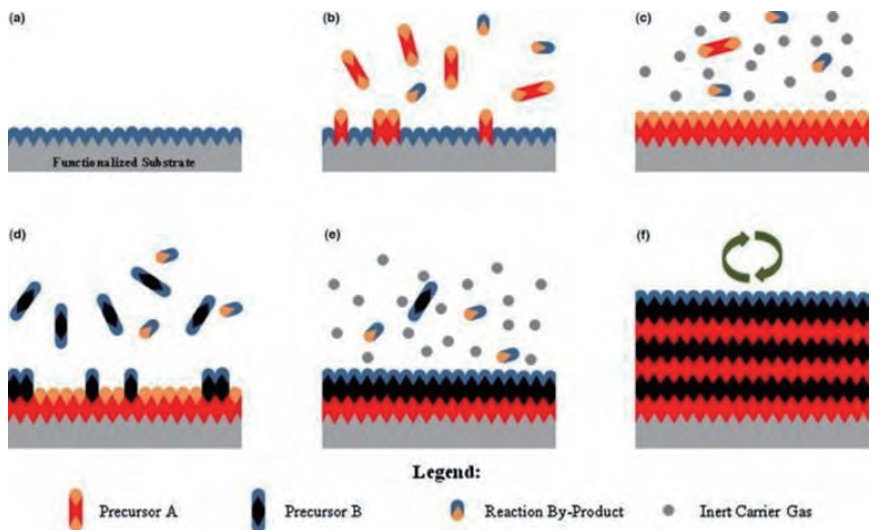 (a)
(b)
(c)
Functionalized Substrate
(d)
(e)
(f)
Legend:
Precursor A
Precursor B
Reaction By-Product
Inert Carrier Gas